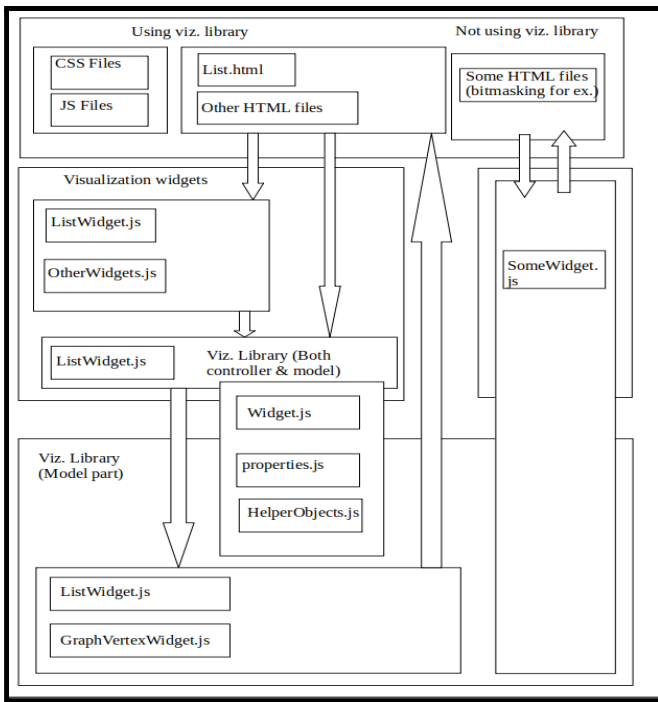 Using viz. library
Not using viz. library
CSS Files
JS Files
List.html
Other HTML files
Some HTML files
(bitmasking for ex.)
Visualization widgets
ListWidget.js
OtherWidgets.js
SomeWidget.
js
ListWidget.js
Viz. Library (Both
controller & model)
Widget.js
properties.js
HelperObjects.js
Viz. Library
(Model part)
ListWidget.js
GraphVertexWidget.js